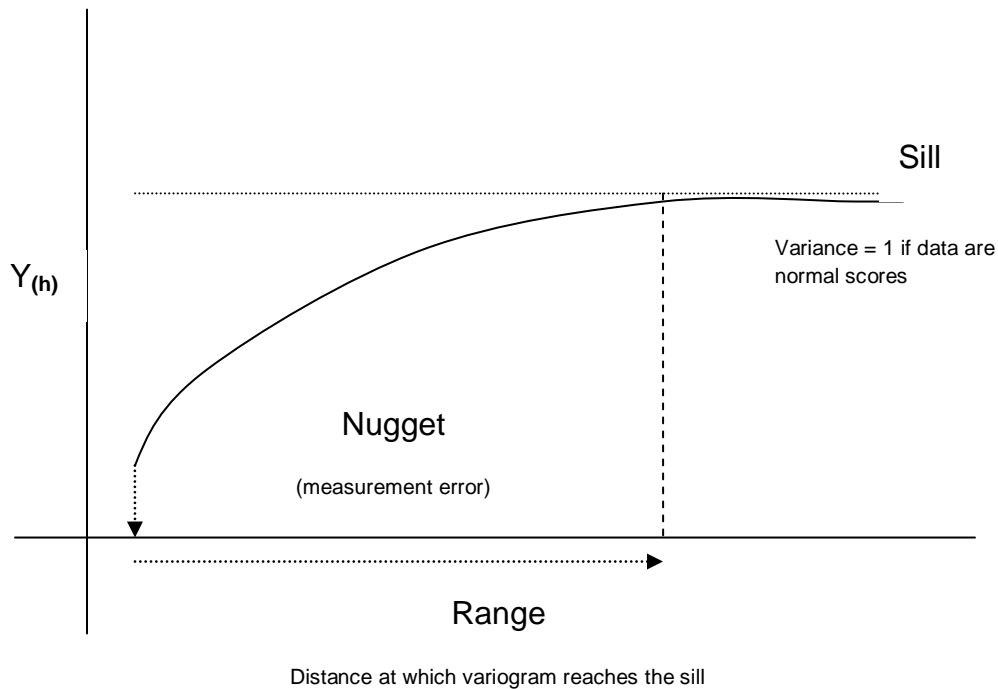 Sill
Variance = 1 if data are
normal scores
Y(h)
Nugget
(measurement error)
Range
Distance at which variogram reaches the sill